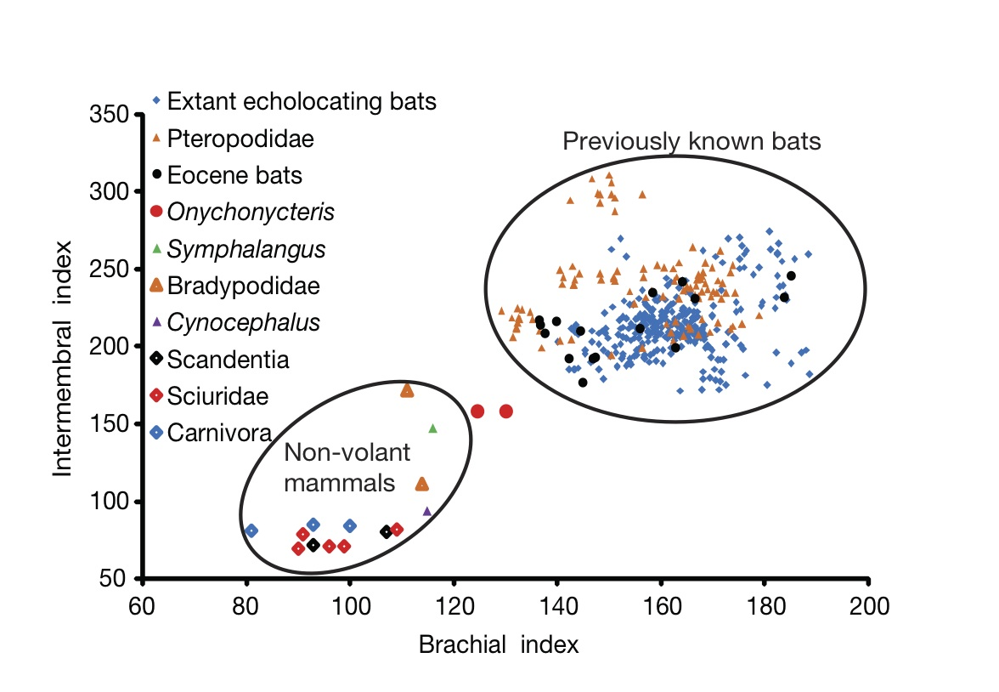 Extant echolocating bats
Pteropodidae
Eocene bats
Onychonycteris
Symphalangus
Bradypodidae
Cynocephalus
Scandentia
Sciuridae
Carnivora
Previously known bats
Non-volant
mammals
Intermembral index
350
300
250
200
150
100
50
60 80 100 120 140 160 180 200
Brachial index